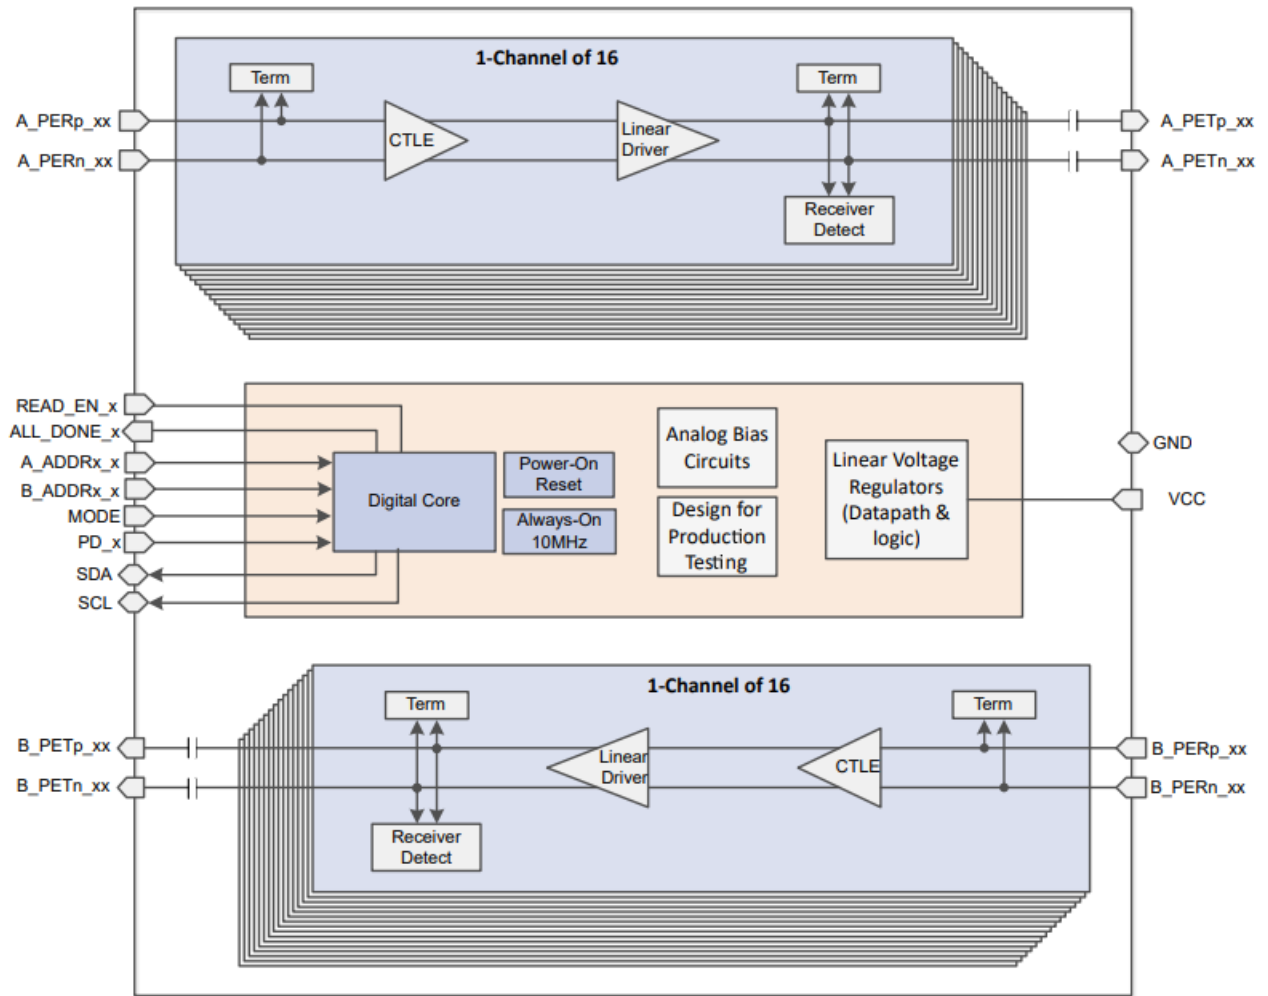 1-Channel of 16
Term
Term
A_PERp_xx
A_PETp_xx
CTLE
Linear
Driver
A_PERn_xx
A_PETn_xx
Receiver
Detect
READ_EN_x
ALL_DONE_x
A_ADDRx_x
B_ADDRx_x
MODE
PD_x
SDA
SCL
Digital Core
Power-On
Reset
Always-On
10MHz
Analog Bias
Circuits
Design for
Production
Testing
Linear Voltage
Regulators
(Datapath &
logic)
GND
VCC
1-Channel of 16
Term
Term
B_PETp_xx
B_PERp_xx
Linear
Driver
CTLE
B_PETn_xx
B_PERn_xx
Receiver
Detect